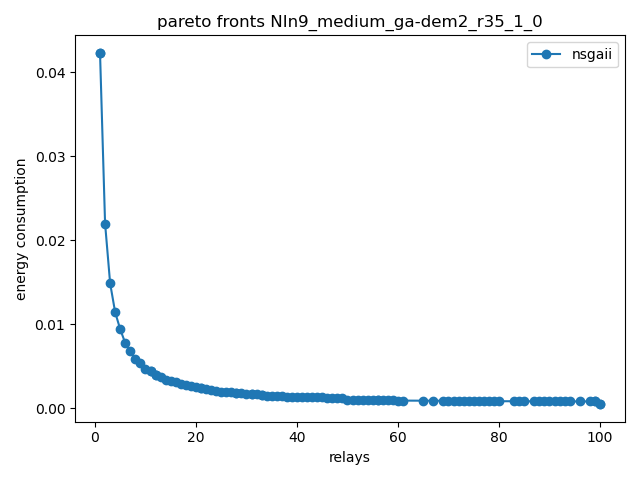 pareto fronts NIn9_medium_ga-dem2_r35_1_0
nsgaii
energy consumption
0.04
0.03
0.02
0.01
0.00
0 20 40 60 80 100
relays